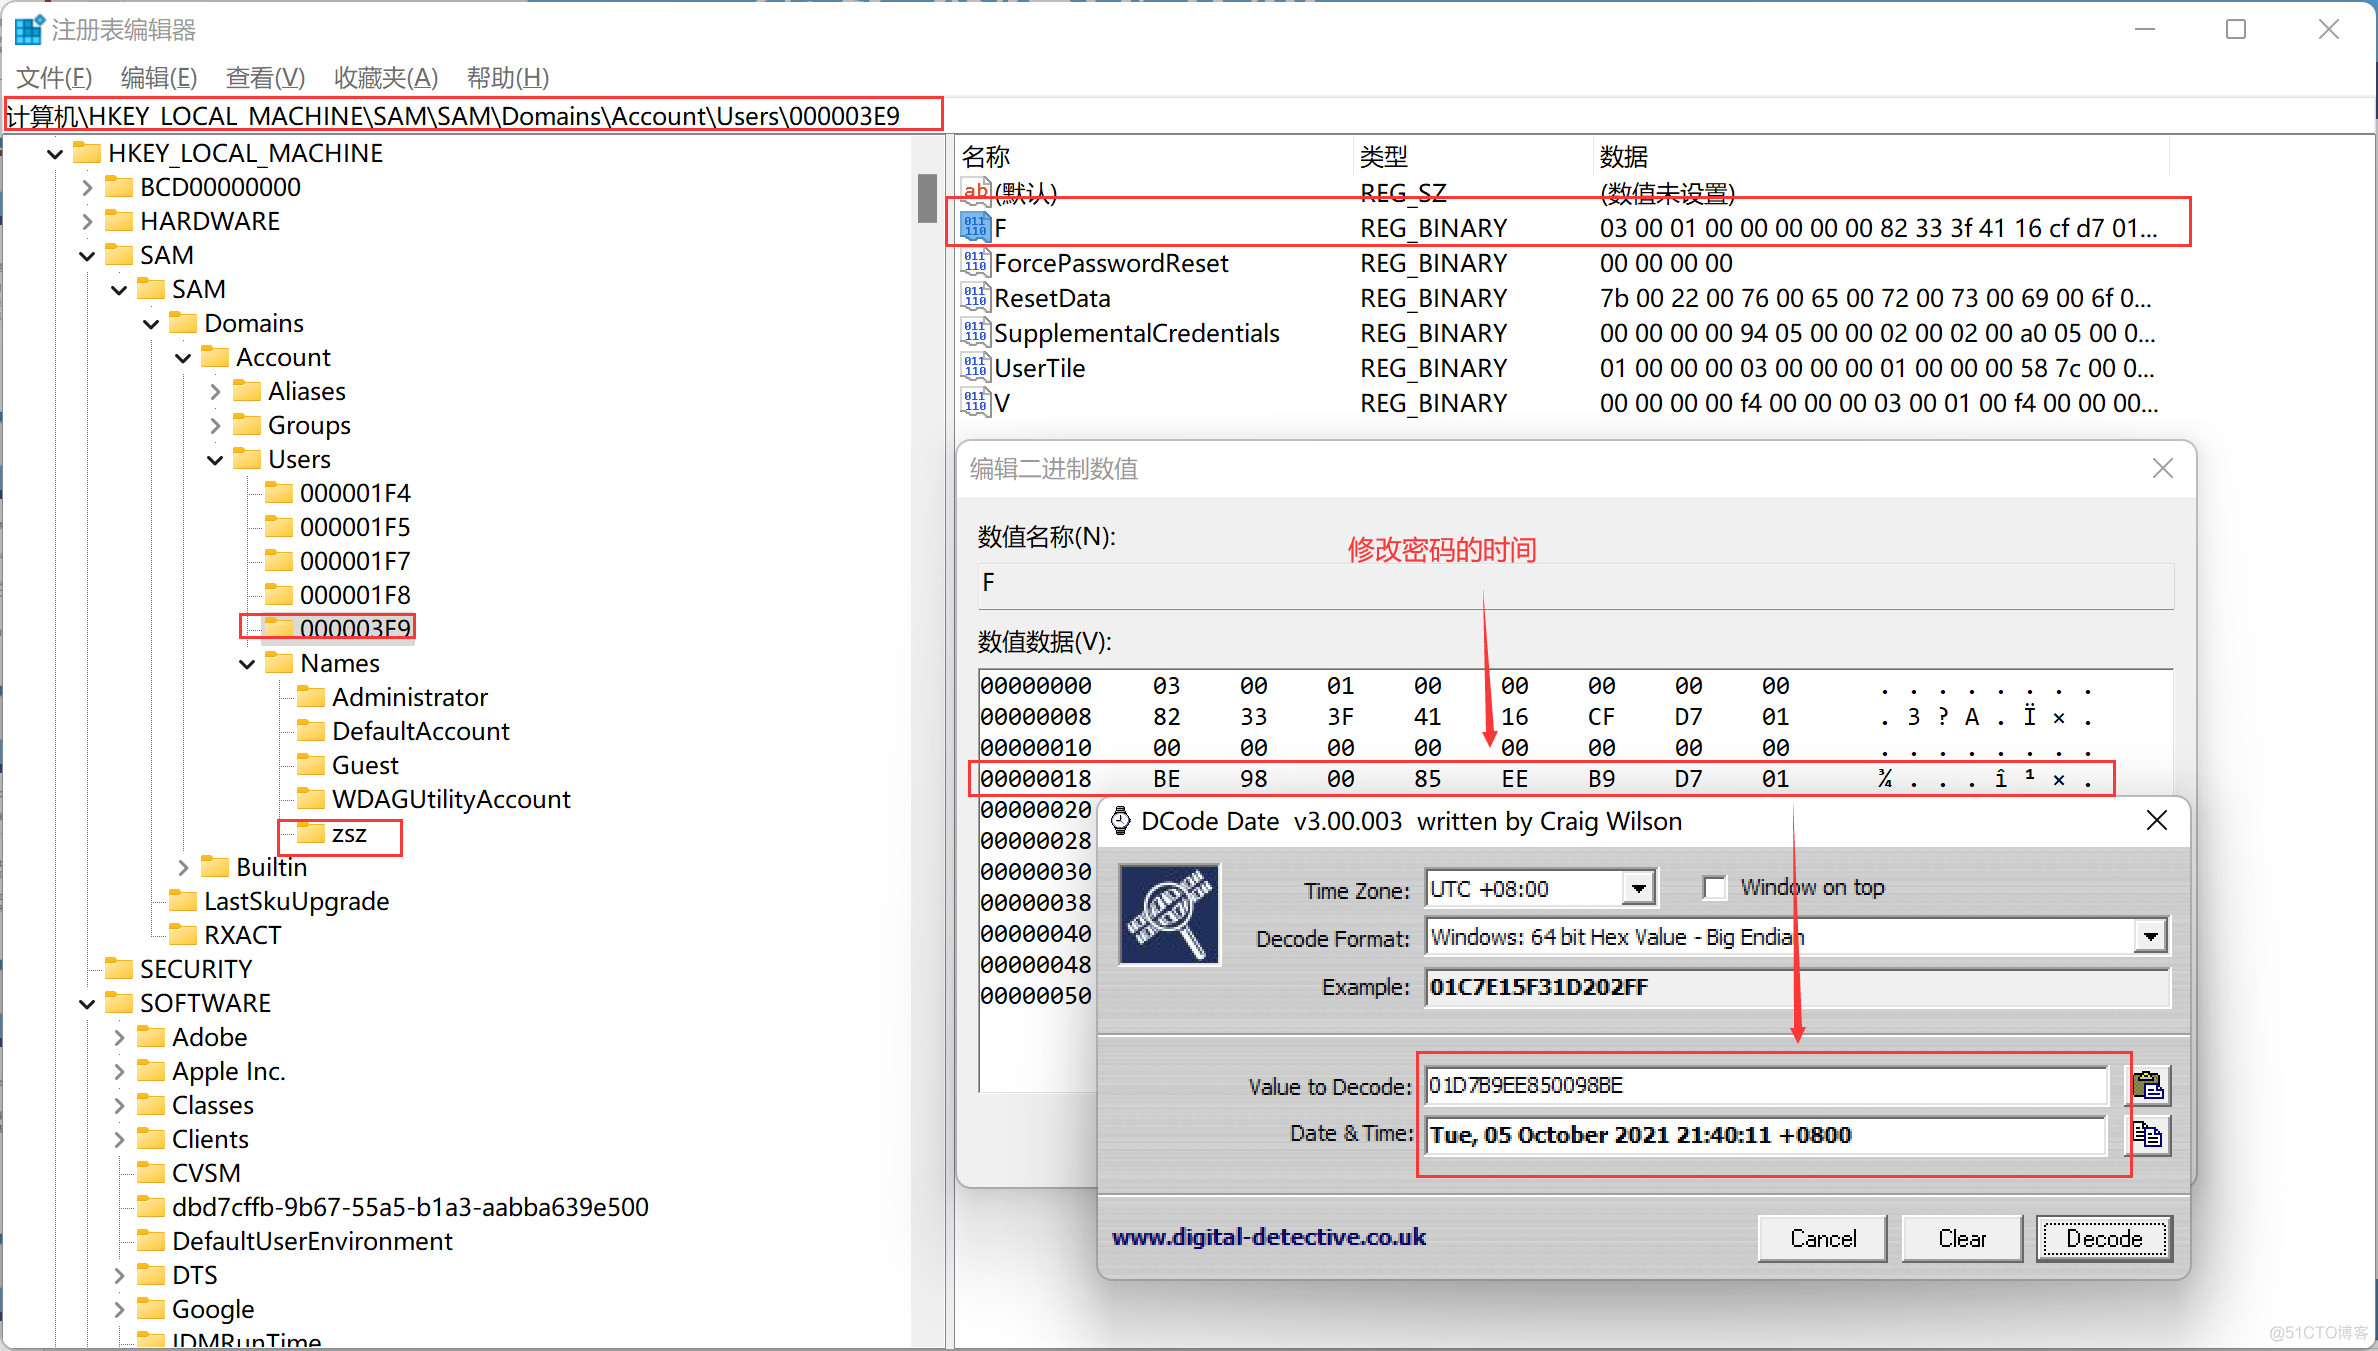 注册表编辑器
文件(F) 编辑(E) 查看(V) 收藏夹(A) 帮助(H)
计算机\HKEY_LOCAL_MACHINE\SAM\SAM\Domains\Account\Users\000003E9
HKEY_LOCAL_MACHINE
BCD00000000
HARDWARE
SAM
SAM
Domains
Account
Aliases
Groups
Users
000001F4
000001F5
000001F7
000001F8
000003E9
Names
Administrator
DefaultAccount
Guest
WDAGUtilityAccount
zsz
Builtin
LastSkuUpgrade
RXACT
SECURITY
SOFTWARE
Adobe
Apple Inc.
Classes
Clients
CVSM
dbd7cffb-9b67-55a5-b1a3-aabba639e500
DefaultUserEnvironment
DTS
Google
IDMRunTime
名称 类型 数据
(默认) REG_SZ (数值未设置)
F REG_BINARY 03 00 01 00 00 00 00 00 82 33 3f 41 16 cf d7 01...
ForcePasswordReset REG_BINARY 00 00 00 00
ResetData REG_BINARY 7b 00 22 00 76 00 65 00 72 00 73 00 69 00 6f 0...
SupplementalCredentials REG_BINARY 00 00 00 00 94 05 00 00 02 00 02 00 a0 05 00 0...
UserTile REG_BINARY 01 00 00 00 03 00 00 00 01 00 00 00 58 7c 00 0...
V REG_BINARY 00 00 00 00 f4 00 00 00 03 00 01 00 f4 00 00 00...
编辑二进制数值
数值名称(N):
修改密码的时间
F
数值数据(V):
00000000 03 00 01 00 00 00 00 00 . . . . . . . .
00000008 82 33 3F 41 16 CF D7 01 . 3 ? A . Ï × .
00000010 00 00 00 00 00 00 00 00 . . . . . . . .
00000018 BE 98 00 85 EE B9 D7 01 ¾ . . . î ¹ × .
00000020
00000028
00000030
00000038
00000040
00000048
00000050
DCode Date v3.00.003 written by Craig Wilson
Time Zone: UTC +08:00 Window on top
Decode Format: Windows: 64 bit Hex Value - Big Endian
Example: 01C7E15F31D202FF
Value to Decode: 01D7B9EE850098BE
Date & Time: Tue, 05 October 2021 21:40:11 +0800
www.digital-detective.co.uk Cancel Clear Decode
@51CTO博客